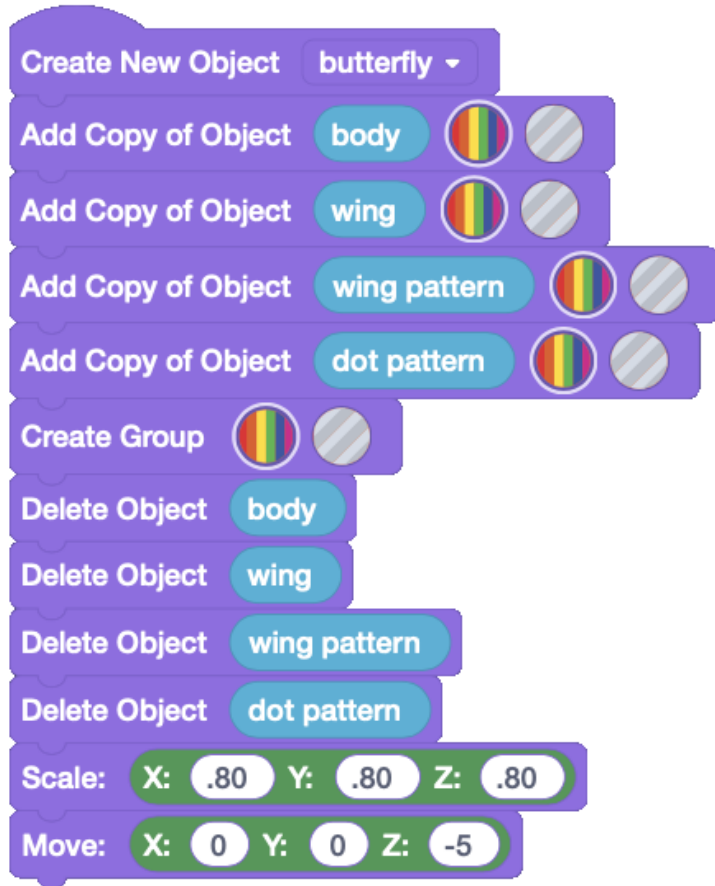 Create New Object butterfly
Add Copy of Object body
Add Copy of Object wing
Add Copy of Object wing pattern
Add Copy of Object dot pattern
Create Group
Delete Object body
Delete Object wing
Delete Object wing pattern
Delete Object dot pattern
Scale: X: .80 Y: .80 Z: .80
Move: X: 0 Y: 0 Z: -5